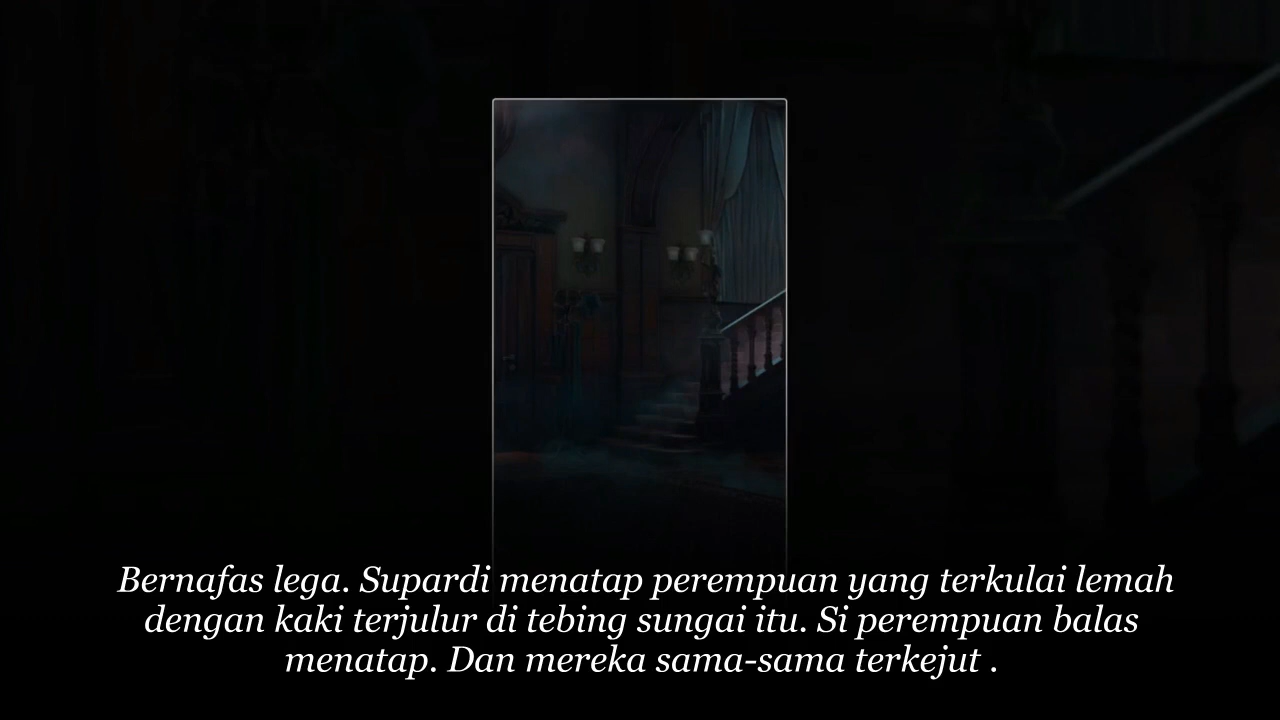 Bernafas lega. Supardi menatap perempuan yang terkulai lemah
dengan kaki terjulur di tebing sungai itu. Si perempuan balas
menatap. Dan mereka sama-sama terkejut .